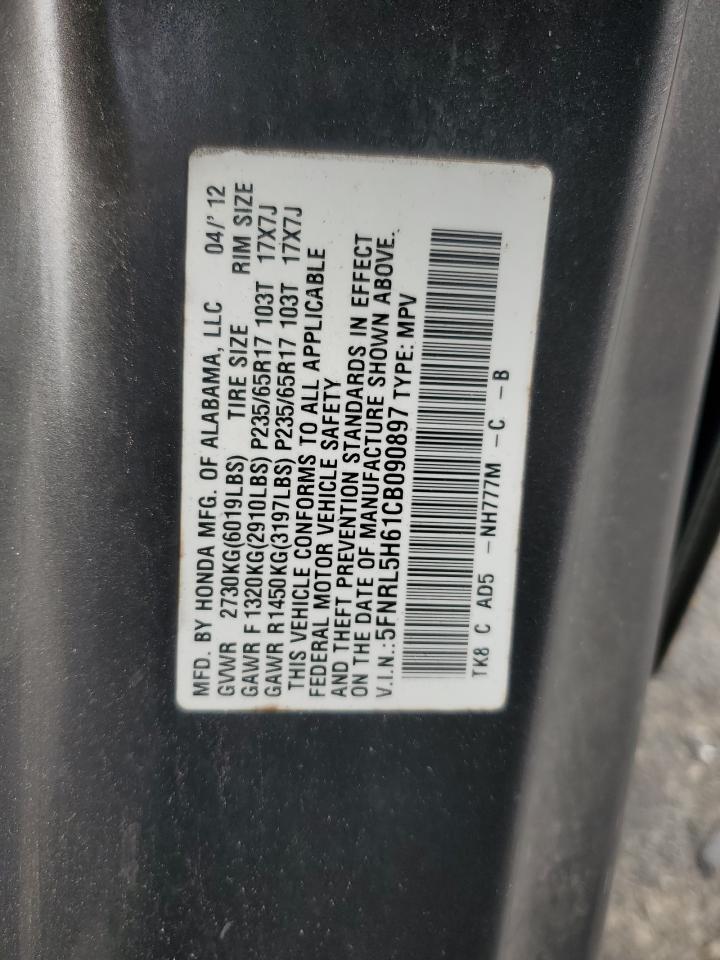 MFD. BY HONDA MFG. OF ALABAMA, LLC 04/'12
GVWR 2730KG(6019LBS) TIRE SIZE RIM SIZE
GAWR F 1320KG(2910LBS) P235/65R17 103T 17X7J
GAWR R1450KG(3197LBS) P235/65R17 103T 17X7J
THIS VEHICLE CONFORMS TO ALL APPLICABLE
FEDERAL MOTOR VEHICLE SAFETY
AND THEFT PREVENTION STANDARDS IN EFFECT
ON THE DATE OF MANUFACTURE SHOWN ABOVE.
V.I.N.:5FNRL5H61CB090897 TYPE: MPV
TK8 C AD5 -NH777M -C -B